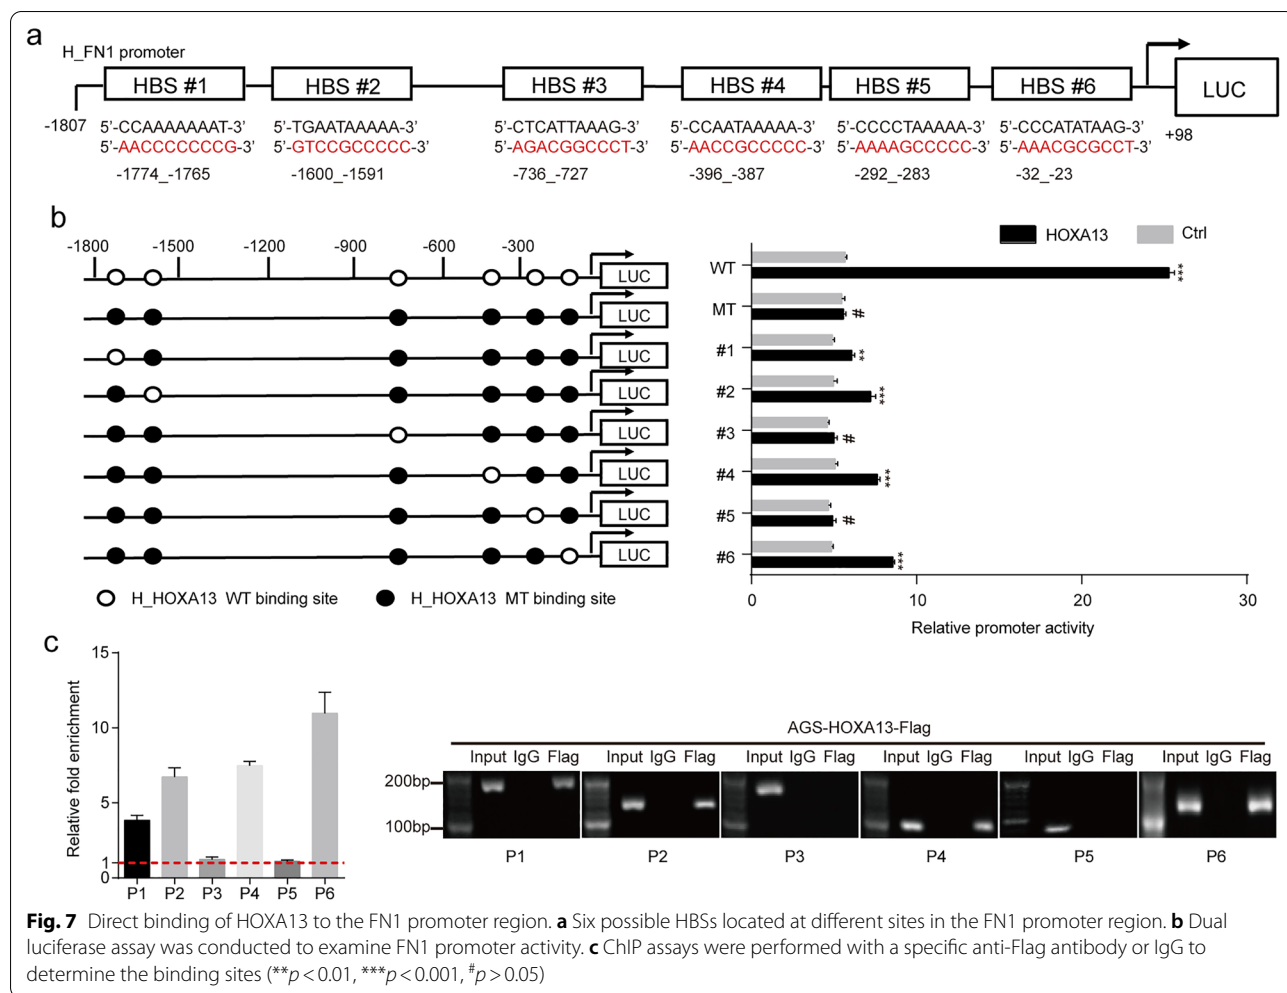 a
H_FN1 promoter
HBS #1 HBS #2 HBS #3 HBS #4 HBS #5 HBS #6 LUC
-1807 +98
5'-CCAAAAAAAT-3' 5'-TGAATAAAAA-3' 5'-CTCATTAAAG-3' 5'-CCAATAAAAA-3' 5'-CCCCTAAAAA-3' 5'-CCCATATAAG-3'
5'-AACCCCCCCG-3' 5'-GTCCGCCCCC-3' 5'-AGACGGCCCT-3' 5'-AACCGCCCCC-3' 5'-AAAAGCCCCC-3' 5'-AAACGCGCCT-3'
-1774_-1765 -1600_-1591 -736_-727 -396_-387 -292_-283 -32_-23
b
-1800 -1500 -1200 -900 -600 -300
LUC
LUC
LUC
LUC
LUC
LUC
LUC
LUC
H_HOXA13 WT binding site H_HOXA13 MT binding site
HOXA13 Ctrl
WT ***
MT #
#1 **
#2 ***
#3 #
#4 ***
#5 #
#6 ***
0 10 20 30
Relative promoter activity
c
Relative fold enrichment
15
10
5
1
0
P1 P2 P3 P4 P5 P6
AGS-HOXA13-Flag
Input IgG Flag Input IgG Flag Input IgG Flag Input IgG Flag Input IgG Flag Input IgG Flag
200bp
100bp
P1 P2 P3 P4 P5 P6
Fig. 7 Direct binding of HOXA13 to the FN1 promoter region. a Six possible HBSs located at different sites in the FN1 promoter region. b Dual
luciferase assay was conducted to examine FN1 promoter activity. c ChIP assays were performed with a specific anti-Flag antibody or IgG to
determine the binding sites (**p < 0.01, ***p < 0.001, #p > 0.05)